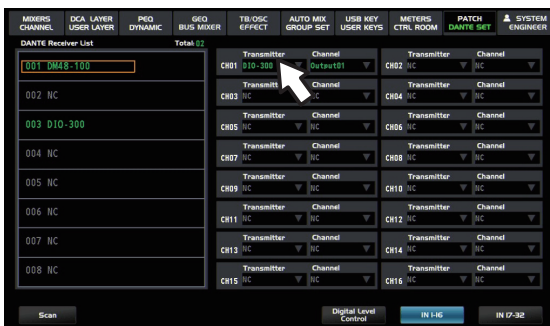 MIXERS CHANNEL
DCA LAYER USER LAYER
PEQ DYNAMIC
GEQ BUS MIXER
TB/OSC EFFECT
AUTO MIX GROUP SET
USB KEY USER KEYS
METERS CTRL ROOM
PATCH DANTE SET
SYSTEM ENGINEER
DANTE Receiver List Total: 02
001 DM48-100
002 NC
003 DIO-300
004 NC
005 NC
006 NC
007 NC
008 NC
Transmitter Channel Transmitter Channel
CH01 DIO-300 Output01 CH02 NC NC
Transmitter Channel Transmitter Channel
CH03 NC NC CH04 NC NC
Transmitter Channel Transmitter Channel
CH05 NC NC CH06 NC NC
Transmitter Channel Transmitter Channel
CH07 NC NC CH08 NC NC
Transmitter Channel Transmitter Channel
CH09 NC NC CH10 NC NC
Transmitter Channel Transmitter Channel
CH11 NC NC CH12 NC NC
Transmitter Channel Transmitter Channel
CH13 NC NC CH14 NC NC
Transmitter Channel Transmitter Channel
CH15 NC NC CH16 NC NC
Scan
Digital Level Control
IN 1-16
IN 17-32